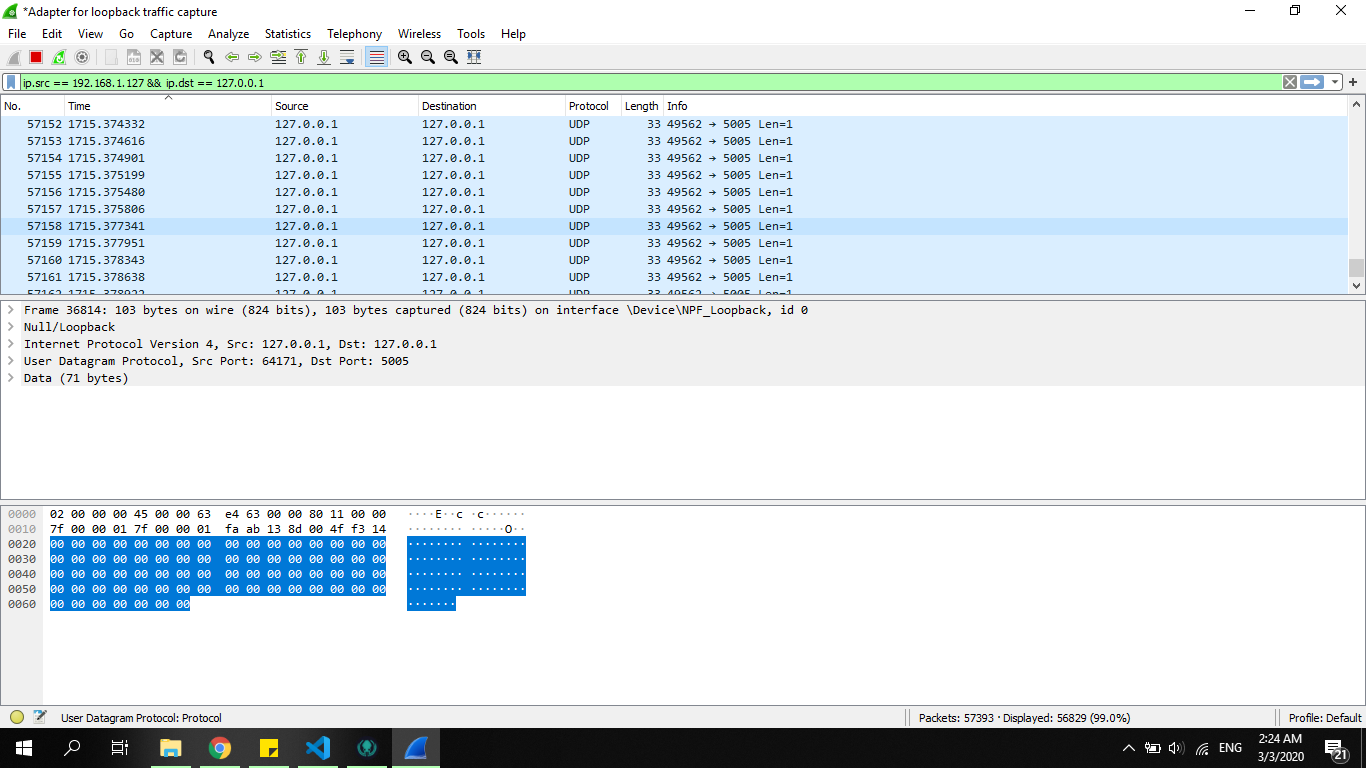 *Adapter for loopback traffic capture
File Edit View Go Capture Analyze Statistics Telephony Wireless Tools Help
ip.src == 192.168.1.127 && ip.dst == 127.0.0.1
No. Time Source Destination Protocol Length Info
57152 1715.374332 127.0.0.1 127.0.0.1 UDP 33 49562 → 5005 Len=1
57153 1715.374616 127.0.0.1 127.0.0.1 UDP 33 49562 → 5005 Len=1
57154 1715.374901 127.0.0.1 127.0.0.1 UDP 33 49562 → 5005 Len=1
57155 1715.375199 127.0.0.1 127.0.0.1 UDP 33 49562 → 5005 Len=1
57156 1715.375480 127.0.0.1 127.0.0.1 UDP 33 49562 → 5005 Len=1
57157 1715.375806 127.0.0.1 127.0.0.1 UDP 33 49562 → 5005 Len=1
57158 1715.377341 127.0.0.1 127.0.0.1 UDP 33 49562 → 5005 Len=1
57159 1715.377951 127.0.0.1 127.0.0.1 UDP 33 49562 → 5005 Len=1
57160 1715.378343 127.0.0.1 127.0.0.1 UDP 33 49562 → 5005 Len=1
57161 1715.378638 127.0.0.1 127.0.0.1 UDP 33 49562 → 5005 Len=1
Frame 36814: 103 bytes on wire (824 bits), 103 bytes captured (824 bits) on interface \Device\NPF_Loopback, id 0
Null/Loopback
Internet Protocol Version 4, Src: 127.0.0.1, Dst: 127.0.0.1
User Datagram Protocol, Src Port: 64171, Dst Port: 5005
Data (71 bytes)
0000 02 00 00 00 45 00 00 63 e4 63 00 00 80 11 00 00 ····E··c ·c······
0010 7f 00 00 01 7f 00 00 01 fa ab 13 8d 00 4f f3 14 ········ ·····O··
0020 00 00 00 00 00 00 00 00 00 00 00 00 00 00 00 00 ········ ········
0030 00 00 00 00 00 00 00 00 00 00 00 00 00 00 00 00 ········ ········
0040 00 00 00 00 00 00 00 00 00 00 00 00 00 00 00 00 ········ ········
0050 00 00 00 00 00 00 00 00 00 00 00 00 00 00 00 00 ········ ········
0060 00 00 00 00 00 00 00 ·······
User Datagram Protocol: Protocol Packets: 57393 · Displayed: 56829 (99.0%) Profile: Default
ENG 2:24 AM
3/3/2020 21